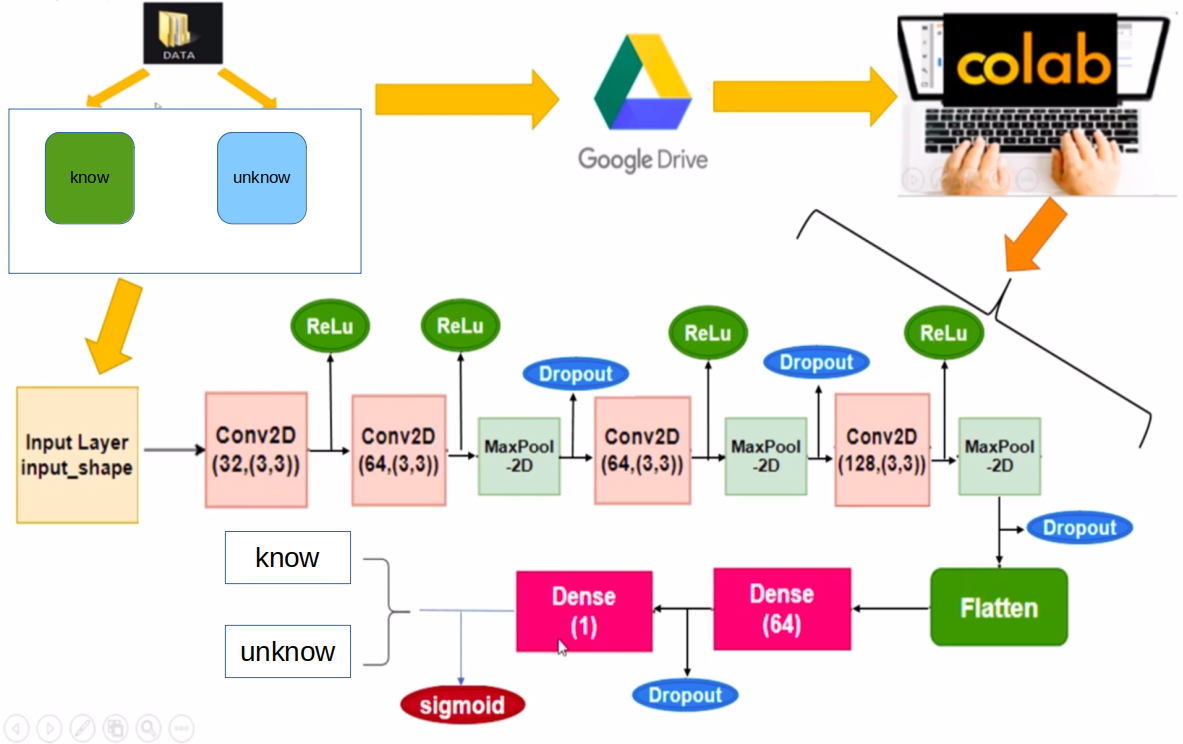 DATA
know
unknow
Google Drive
colab
ReLu
ReLu
ReLu
ReLu
Dropout
Dropout
Input Layer
input_shape
Conv2D
(32,(3,3))
Conv2D
(64,(3,3))
MaxPool
-2D
Conv2D
(64,(3,3))
MaxPool
-2D
Conv2D
(128,(3,3))
MaxPool
-2D
Dropout
know
unknow
Dense
(1)
Dense
(64)
Flatten
sigmoid
Dropout